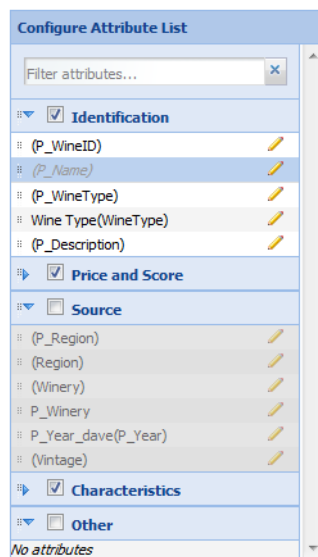 Configure Attribute List
Filter attributes...
Identification
(P_WineID)
(P_Name)
(P_WineType)
Wine Type(WineType)
(P_Description)
Price and Score
Source
(P_Region)
(Region)
(Winery)
P_Winery
P_Year_dave(P_Year)
(Vintage)
Characteristics
Other
No attributes